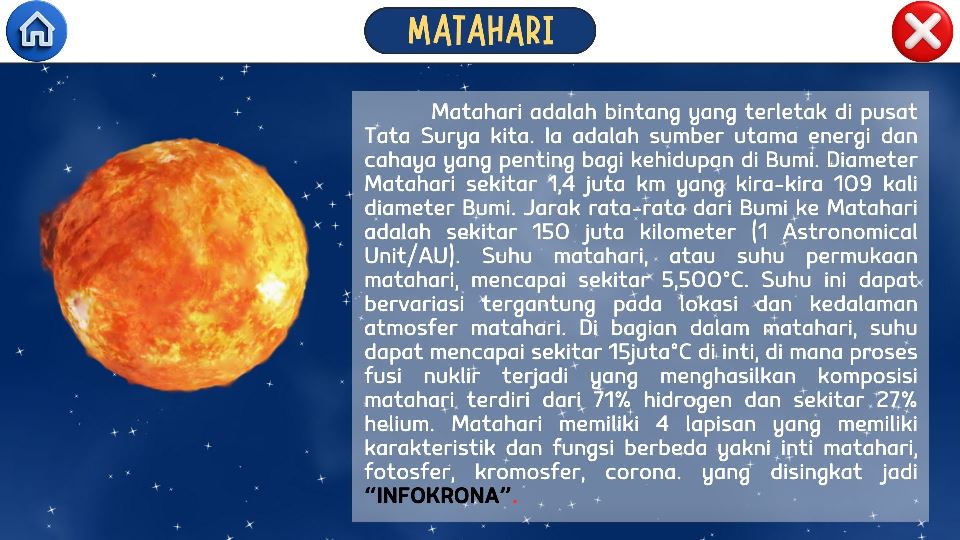 MATAHARI
Matahari adalah bintang yang terletak di pusat
Tata Surya kita. Ia adalah sumber utama energi dan
cahaya yang penting bagi kehidupan di Bumi. Diameter
Matahari sekitar 1,4 juta km yang kira-kira 109 kali
diameter Bumi. Jarak rata-rata dari Bumi ke Matahari
adalah sekitar 150 juta kilometer (1 Astronomical
Unit/AU). Suhu matahari, atau suhu permukaan
matahari, mencapai sekitar 5,500°C. Suhu ini dapat
bervariasi tergantung pada lokasi dan kedalaman
atmosfer matahari. Di bagian dalam matahari, suhu
dapat mencapai sekitar 15juta°C di inti, di mana proses
fusi nuklir terjadi yang menghasilkan komposisi
matahari terdiri dari 71% hidrogen dan sekitar 27%
helium. Matahari memiliki 4 lapisan yang memiliki
karakteristik dan fungsi berbeda yakni inti matahari,
fotosfer, kromosfer, corona. yang disingkat jadi
“INFOKRONA”.